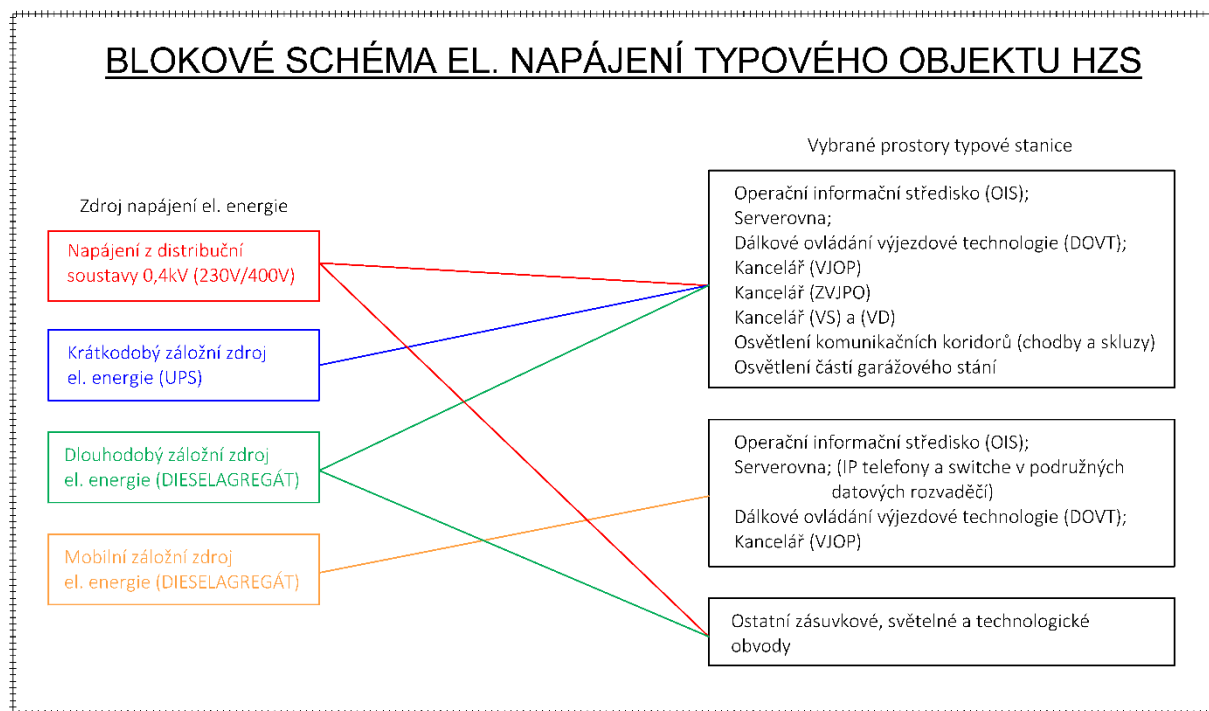 BLOKOVÉ SCHÉMA EL. NAPÁJENÍ TYPOVÉHO OBJEKTU HZS
Zdroj napájení el. energie
Napájení z distribuční
soustavy 0,4kV (230V/400V)
Krátkodobý záložní zdroj
el. energie (UPS)
Dlouhodobý záložní zdroj
el. energie (DIESELAGREGÁT)
Mobilní záložní zdroj
el. energie (DIESELAGREGÁT)
Vybrané prostory typové stanice
Operační informační středisko (OIS);
Serverovna;
Dálkové ovládání výjezdové technologie (DOVT);
Kancelář (VJOP)
Kancelář (ZVJPO)
Kancelář (VS) a (VD)
Osvětlení komunikačních koridorů (chodby a skluzy)
Osvětlení částí garážového stání
Operační informační středisko (OIS);
Serverovna; (IP telefony a switche v podružných
datových rozvaděčí)
Dálkové ovládání výjezdové technologie (DOVT);
Kancelář (VJOP)
Ostatní zásuvkové, světelné a technologické
obvody